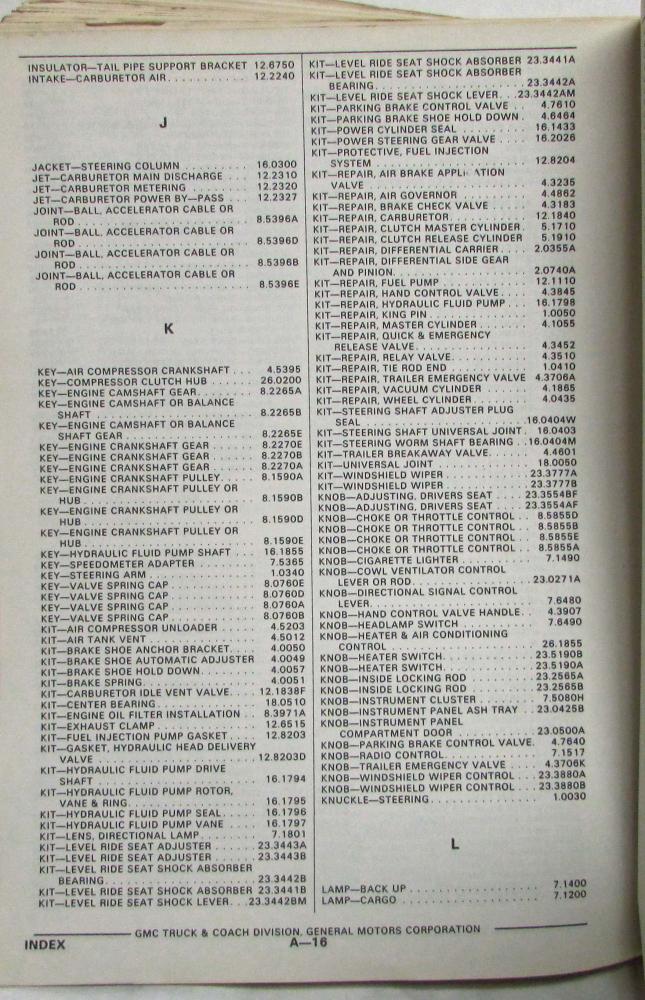 INSULATOR—TAIL PIPE SUPPORT BRACKET 12.6750
INTAKE—CARBURETOR AIR . . . . . . . . . . . 12.2240
J
JACKET—STEERING COLUMN . . . . . . . . . 16.0300
JET—CARBURETOR MAIN DISCHARGE . . . 12.2310
JET—CARBURETOR METERING . . . . . . . . 12.2320
JET—CARBURETOR POWER BY—PASS . . . . 12.2327
JOINT—BALL, ACCELERATOR CABLE OR
ROD . . . . . . . . . . . . . . . . . . . . . . . 8.5396A
JOINT—BALL, ACCELERATOR CABLE OR
ROD . . . . . . . . . . . . . . . . . . . . . . . 8.5396D
JOINT—BALL, ACCELERATOR CABLE OR
ROD . . . . . . . . . . . . . . . . . . . . . . . 8.5396B
JOINT—BALL, ACCELERATOR CABLE OR
ROD . . . . . . . . . . . . . . . . . . . . . . . 8.5396E
K
KEY—AIR COMPRESSOR CRANKSHAFT . . . 4.5395
KEY—COMPRESSOR CLUTCH HUB . . . . . . 26.0200
KEY—ENGINE CAMSHAFT GEAR. . . . . . . . 8.2265A
KEY—ENGINE CAMSHAFT OR BALANCE
SHAFT . . . . . . . . . . . . . . . . . . . . . 8.2265B
KEY—ENGINE CAMSHAFT OR BALANCE
SHAFT GEAR . . . . . . . . . . . . . . . . . 8.2265E
KEY—ENGINE CRANKSHAFT GEAR . . . . . . 8.2270E
KEY—ENGINE CRANKSHAFT GEAR . . . . . . 8.2270B
KEY—ENGINE CRANKSHAFT GEAR . . . . . . 8.2270A
KEY—ENGINE CRANKSHAFT PULLEY. . . . . 8.1590A
KEY—ENGINE CRANKSHAFT PULLEY OR
HUB . . . . . . . . . . . . . . . . . . . . . . . 8.1590B
KEY—ENGINE CRANKSHAFT PULLEY OR
HUB . . . . . . . . . . . . . . . . . . . . . . . 8.1590D
KEY—ENGINE CRANKSHAFT PULLEY OR
HUB . . . . . . . . . . . . . . . . . . . . . . . 8.1590E
KEY—HYDRAULIC FLUID PUMP SHAFT . . . 16.1855
KEY—SPEEDOMETER ADAPTER . . . . . . . . 7.5365
KEY—STEERING ARM . . . . . . . . . . . . . . 1.0340
KEY—VALVE SPRING CAP . . . . . . . . . . . 8.0760E
KEY—VALVE SPRING CAP . . . . . . . . . . . 8.0760D
KEY—VALVE SPRING CAP . . . . . . . . . . . 8.0760A
KEY—VALVE SPRING CAP . . . . . . . . . . . 8.0760B
KIT—AIR COMPRESSOR UNLOADER . . . . . 4.5203
KIT—AIR TANK VENT . . . . . . . . . . . . . . 4.5012
KIT—BRAKE SHOE ANCHOR BRACKET. . . . 4.0050
KIT—BRAKE SHOE AUTOMATIC ADJUSTER 4.0049
KIT—BRAKE SHOE HOLD DOWN. . . . . . . . 4.0057
KIT—BRAKE SPRING. . . . . . . . . . . . . . . 4.0051
KIT—CARBURETOR IDLE VENT VALVE. . . . 12.1838F
KIT—CENTER BEARING. . . . . . . . . . . . . 18.0510
KIT—ENGINE OIL FILTER INSTALLATION . . 8.3971A
KIT—EXHAUST CLAMP . . . . . . . . . . . . . 12.6515
KIT—FUEL INJECTION PUMP GASKET . . . . 12.8203
KIT—GASKET, HYDRAULIC HEAD DELIVERY
VALVE . . . . . . . . . . . . . . . . . . . . . 12.8203D
KIT—HYDRAULIC FLUID PUMP DRIVE
SHAFT . . . . . . . . . . . . . . . . . . . . . 16.1794
KIT—HYDRAULIC FLUID PUMP ROTOR,
VANE & RING. . . . . . . . . . . . . . . . . 16.1795
KIT—HYDRAULIC FLUID PUMP SEAL. . . . . 16.1796
KIT—HYDRAULIC FLUID PUMP VANE . . . . 16.1797
KIT—LENS, DIRECTIONAL LAMP. . . . . . . . 7.1801
KIT—LEVEL RIDE SEAT ADJUSTER . . . . . . 23.3443A
KIT—LEVEL RIDE SEAT ADJUSTER . . . . . . 23.3443B
KIT—LEVEL RIDE SEAT SHOCK ABSORBER
BEARING. . . . . . . . . . . . . . . . . . . . 23.3442B
KIT—LEVEL RIDE SEAT SHOCK ABSORBER 23.3441B
KIT—LEVEL RIDE SEAT SHOCK LEVER. . . 23.3442BM
KIT—LEVEL RIDE SEAT SHOCK ABSORBER 23.3441A
KIT—LEVEL RIDE SEAT SHOCK ABSORBER
BEARING. . . . . . . . . . . . . . . . . . . . 23.3442A
KIT—LEVEL RIDE SEAT SHOCK LEVER. . . 23.3442AM
KIT—PARKING BRAKE CONTROL VALVE . . 4.7610
KIT—PARKING BRAKE SHOE HOLD DOWN . 4.6464
KIT—POWER CYLINDER SEAL . . . . . . . . . 16.1433
KIT—POWER STEERING GEAR VALVE . . . . 16.2026
KIT—PROTECTIVE, FUEL INJECTION
SYSTEM . . . . . . . . . . . . . . . . . . . . 12.8204
KIT—REPAIR, AIR BRAKE APPLICATION
VALVE . . . . . . . . . . . . . . . . . . . . . 4.3235
KIT—REPAIR, AIR GOVERNOR . . . . . . . . . 4.4862
KIT—REPAIR, BRAKE CHECK VALVE . . . . . 4.3183
KIT—REPAIR, CARBURETOR. . . . . . . . . . 12.1840
KIT—REPAIR, CLUTCH MASTER CYLINDER. 5.1710
KIT—REPAIR, CLUTCH RELEASE CYLINDER 5.1910
KIT—REPAIR, DIFFERENTIAL CARRIER. . . . 2.0355A
KIT—REPAIR, DIFFERENTIAL SIDE GEAR
AND PINION. . . . . . . . . . . . . . . . . . 2.0740A
KIT—REPAIR, FUEL PUMP . . . . . . . . . . . 12.1110
KIT—REPAIR, HAND CONTROL VALVE . . . . 4.3845
KIT—REPAIR, HYDRAULIC FLUID PUMP . . . 16.1798
KIT—REPAIR, KING PIN . . . . . . . . . . . . . 1.0050
KIT—REPAIR, MASTER CYLINDER . . . . . . . 4.1055
KIT—REPAIR, QUICK & EMERGENCY
RELEASE VALVE. . . . . . . . . . . . . . . . 4.3452
KIT—REPAIR, RELAY VALVE. . . . . . . . . . 4.3510
KIT—REPAIR, TIE ROD END . . . . . . . . . . 1.0410
KIT—REPAIR, TRAILER EMERGENCY VALVE 4.3706A
KIT—REPAIR, VACUUM CYLINDER . . . . . . 4.1865
KIT—REPAIR, WHEEL CYLINDER . . . . . . . . 4.0435
KIT—STEERING SHAFT ADJUSTER PLUG
SEAL . . . . . . . . . . . . . . . . . . . . . 16.0404W
KIT—STEERING SHAFT UNIVERSAL JOINT . 16.0403
KIT—STEERING WORM SHAFT BEARING . . 16.0404M
KIT—TRAILER BREAKAWAY VALVE. . . . . . 4.4601
KIT—UNIVERSAL JOINT . . . . . . . . . . . . 18.0050
KIT—WINDSHIELD WIPER . . . . . . . . . . . 23.3777A
KIT—WINDSHIELD WIPER . . . . . . . . . . . 23.3777B
KNOB—ADJUSTING, DRIVERS SEAT . . . . . 23.3554BF
KNOB—ADJUSTING, DRIVERS SEAT . . . . . 23.3554AF
KNOB—CHOKE OR THROTTLE CONTROL . . 8.5855D
KNOB—CHOKE OR THROTTLE CONTROL . . 8.5855B
KNOB—CHOKE OR THROTTLE CONTROL . . 8.5855E
KNOB—CHOKE OR THROTTLE CONTROL . . 8.5855A
KNOB—CIGARETTE LIGHTER . . . . . . . . . . 7.1490
KNOB—COWL VENTILATOR CONTROL
LEVER OR ROD. . . . . . . . . . . . . . . . 23.0271A
KNOB—DIRECTIONAL SIGNAL CONTROL
LEVER. . . . . . . . . . . . . . . . . . . . . . 7.6480
KNOB—HAND CONTROL VALVE HANDLE. . 4.3907
KNOB—HEADLAMP SWITCH . . . . . . . . . . 7.6490
KNOB—HEATER & AIR CONDITIONING
CONTROL . . . . . . . . . . . . . . . . . . . 26.1855
KNOB—HEATER SWITCH. . . . . . . . . . . . 23.5190B
KNOB—HEATER SWITCH. . . . . . . . . . . . 23.5190A
KNOB—INSIDE LOCKING ROD . . . . . . . . . 23.2565A
KNOB—INSIDE LOCKING ROD . . . . . . . . . 23.2565B
KNOB—INSTRUMENT CLUSTER . . . . . . . . 7.5080H
KNOB—INSTRUMENT PANEL ASH TRAY . . 23.0425B
KNOB—INSTRUMENT PANEL
COMPARTMENT DOOR . . . . . . . . . . . 23.0500A
KNOB—PARKING BRAKE CONTROL VALVE. 4.7640
KNOB—RADIO CONTROL. . . . . . . . . . . . 7.1517
KNOB—TRAILER EMERGENCY VALVE . . . . 4.3706K
KNOB—WINDSHIELD WIPER CONTROL . . . 23.3880A
KNOB—WINDSHIELD WIPER CONTROL . . . 23.3880B
KNUCKLE—STEERING. . . . . . . . . . . . . . 1.0030
L
LAMP—BACK UP . . . . . . . . . . . . . . . . . 7.1400
LAMP—CARGO . . . . . . . . . . . . . . . . . . 7.1200
GMC TRUCK & COACH DIVISION, GENERAL MOTORS CORPORATION
INDEX A—16